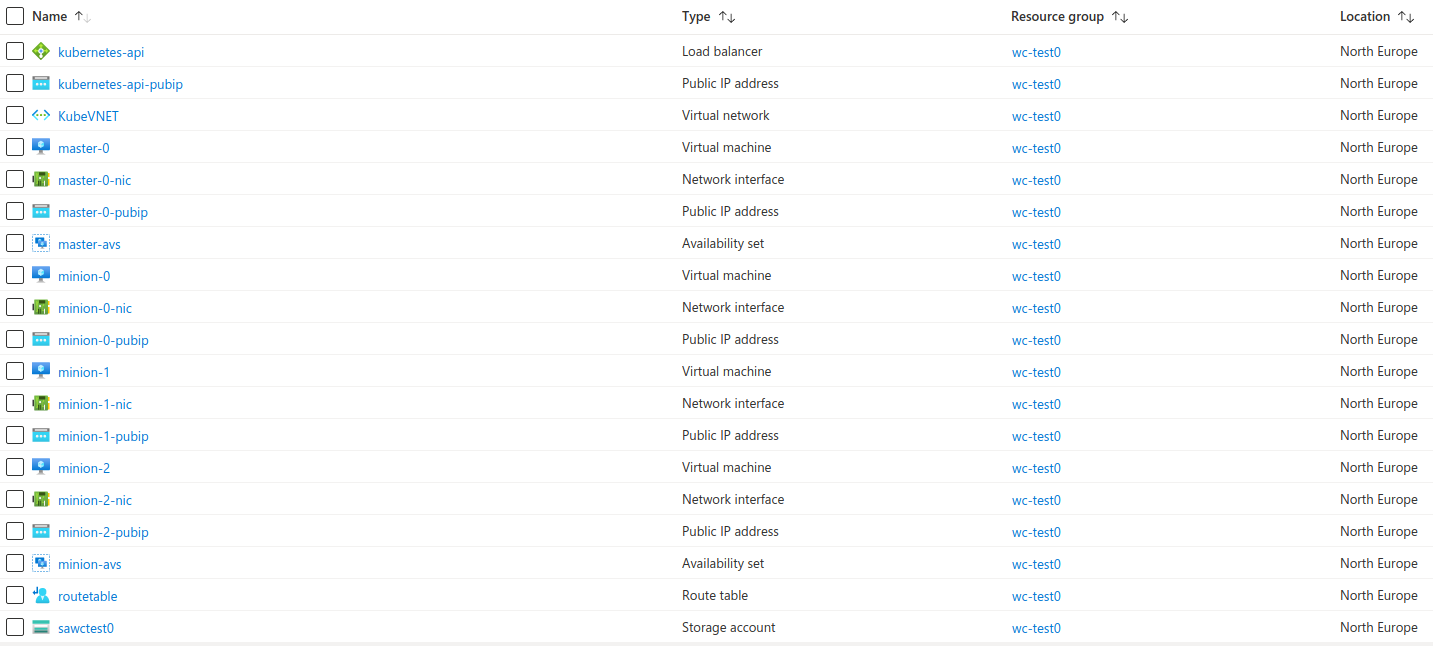 Name ↑↓ Type ↑↓ Resource group ↑↓ Location ↑↓
kubernetes-api Load balancer wc-test0 North Europe
kubernetes-api-pubip Public IP address wc-test0 North Europe
KubeVNET Virtual network wc-test0 North Europe
master-0 Virtual machine wc-test0 North Europe
master-0-nic Network interface wc-test0 North Europe
master-0-pubip Public IP address wc-test0 North Europe
master-avs Availability set wc-test0 North Europe
minion-0 Virtual machine wc-test0 North Europe
minion-0-nic Network interface wc-test0 North Europe
minion-0-pubip Public IP address wc-test0 North Europe
minion-1 Virtual machine wc-test0 North Europe
minion-1-nic Network interface wc-test0 North Europe
minion-1-pubip Public IP address wc-test0 North Europe
minion-2 Virtual machine wc-test0 North Europe
minion-2-nic Network interface wc-test0 North Europe
minion-2-pubip Public IP address wc-test0 North Europe
minion-avs Availability set wc-test0 North Europe
routetable Route table wc-test0 North Europe
sawctest0 Storage account wc-test0 North Europe